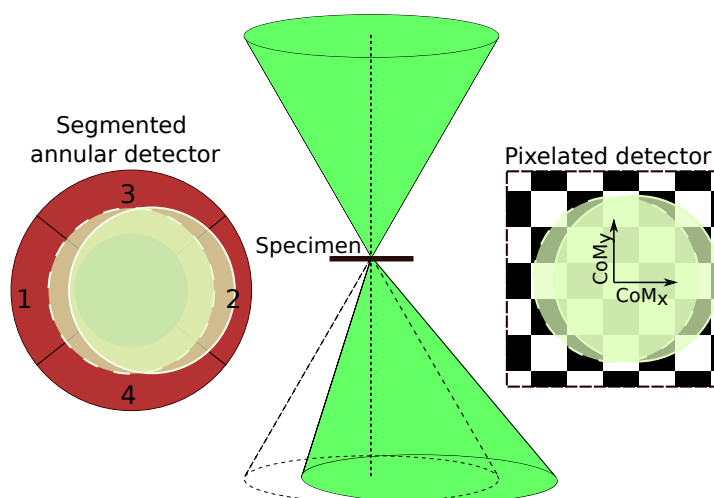 Segmented
annular detector
3
1
2
4
Specimen
Pixelated detector
CoMy
CoMx